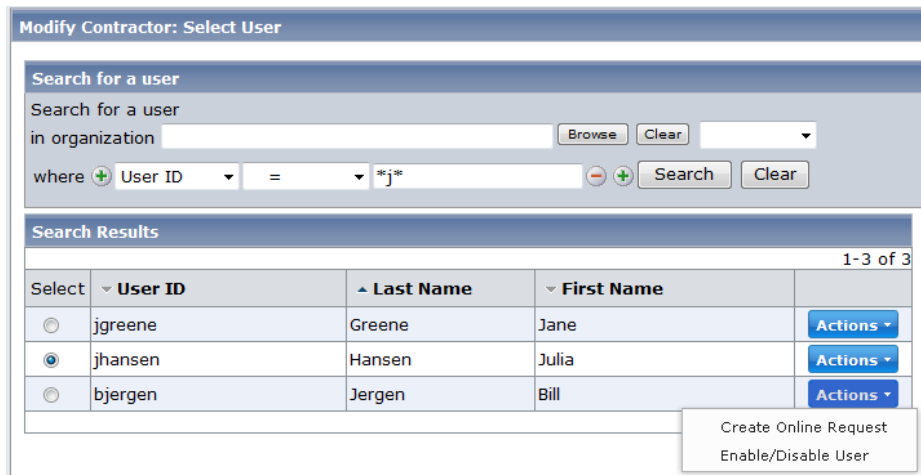 Modify Contractor: Select User
Search for a user
Search for a user
in organization Browse Clear
where User ID = *j* Search Clear
Search Results
1-3 of 3
Select User ID Last Name First Name
jgreene Greene Jane Actions
jhansen Hansen Julia Actions
bjergen Jergen Bill Actions
Create Online Request
Enable/Disable User